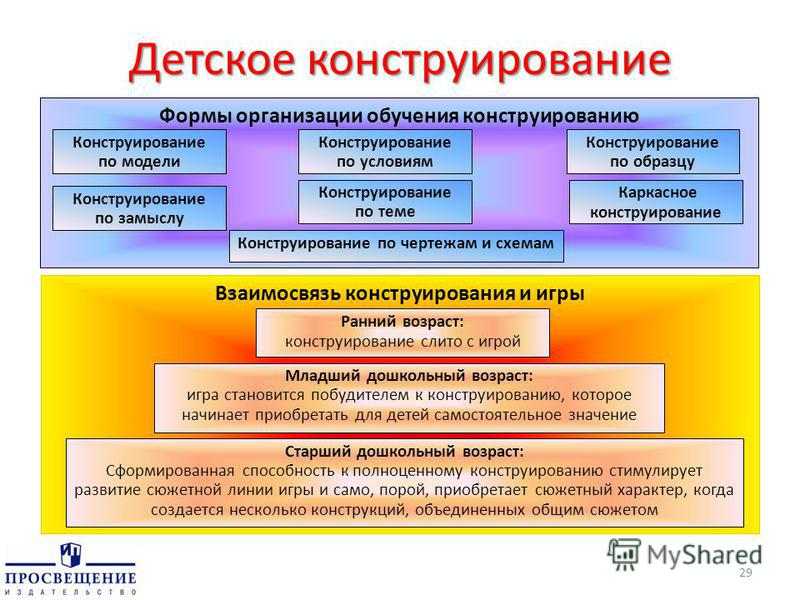 Детское конструирование
Формы организации обучения конструированию
Конструирование
по модели
Конструирование
по условиям
Конструирование
по образцу
Конструирование
по замыслу
Конструирование
по теме
Каркасное
конструирование
Конструирование по чертежам и схемам
Взаимосвязь конструирования и игры
Ранний возраст:
конструирование слито с игрой
Младший дошкольный возраст:
игра становится побудителем к конструированию, которое
начинает приобретать для детей самостоятельное значение
Старший дошкольный возраст:
Сформированная способность к полноценному конструированию стимулирует
развитие сюжетной линии игры и само, порой, приобретает сюжетный характер, когда
создается несколько конструкций, объединенных общим сюжетом
ПРОСВЕЩЕНИЕ
ИЗДАТЕЛЬСТВО
MyShared
29